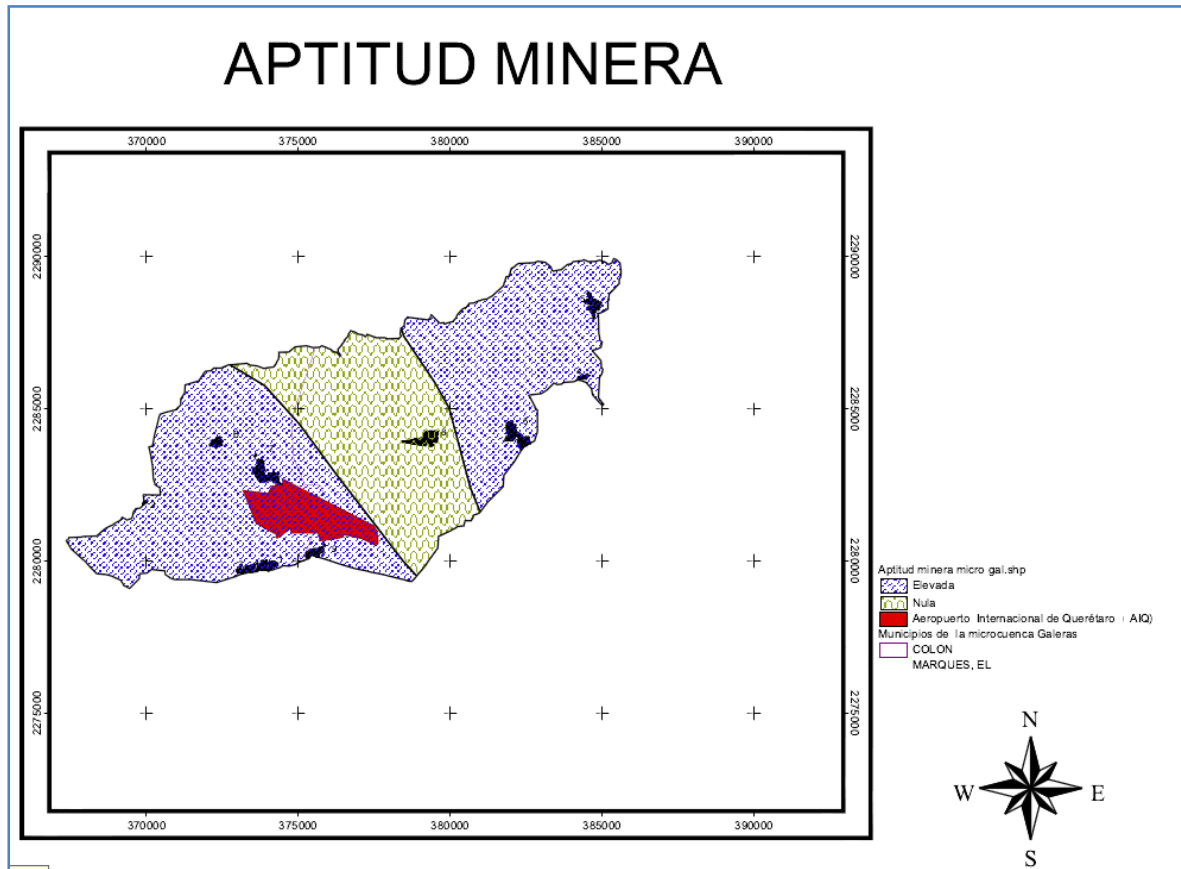 APTITUD MINERA
370000 375000 380000 385000 390000
2290000 2290000
2285000 2285000
2280000 2280000
2275000 2275000
370000 375000 380000 385000 390000
Aptitud minera micro gal.shp
Elevada
Nula
Aeropuerto Internacional de Querétaro ( AIQ)
Municipios de la microcuenca Galeras
COLON
MARQUES, EL
N
W E
S